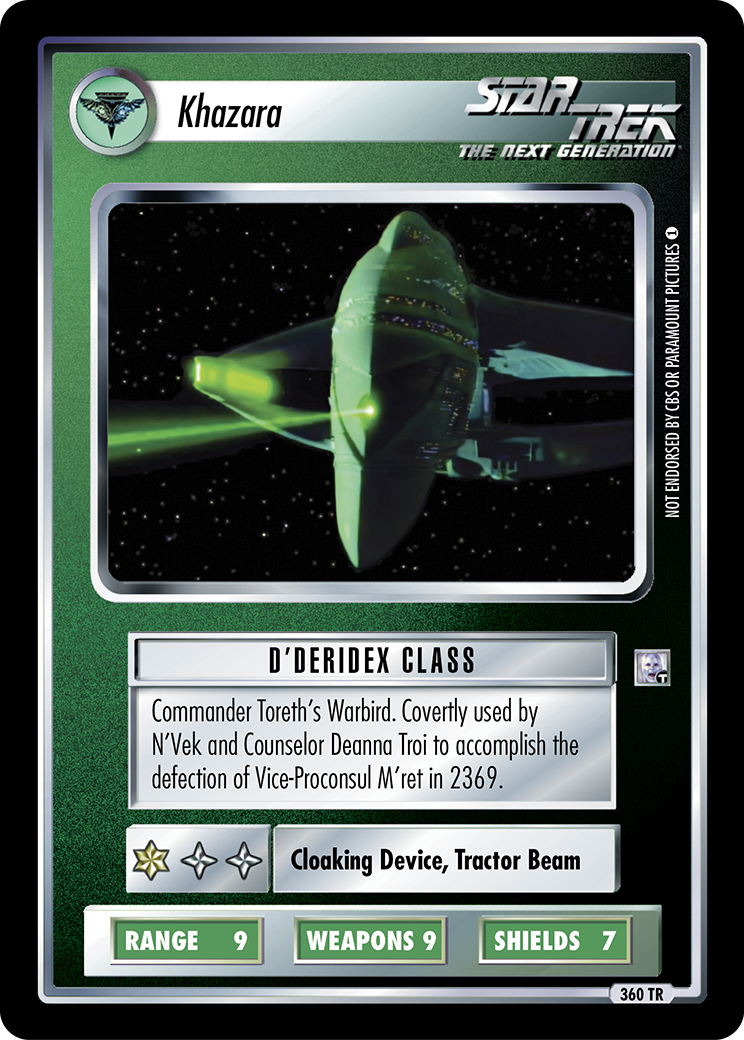 Khazara
STAR TREK
THE NEXT GENERATION
NOT ENDORSED BY CBS OR PARAMOUNT PICTURES 1
D'DERIDEX CLASS
Commander Toreth's Warbird. Covertly used by
N'Vek and Counselor Deanna Troi to accomplish the
defection of Vice-Proconsul M'ret in 2369.
Cloaking Device, Tractor Beam
RANGE 9 WEAPONS 9 SHIELDS 7
360 TR